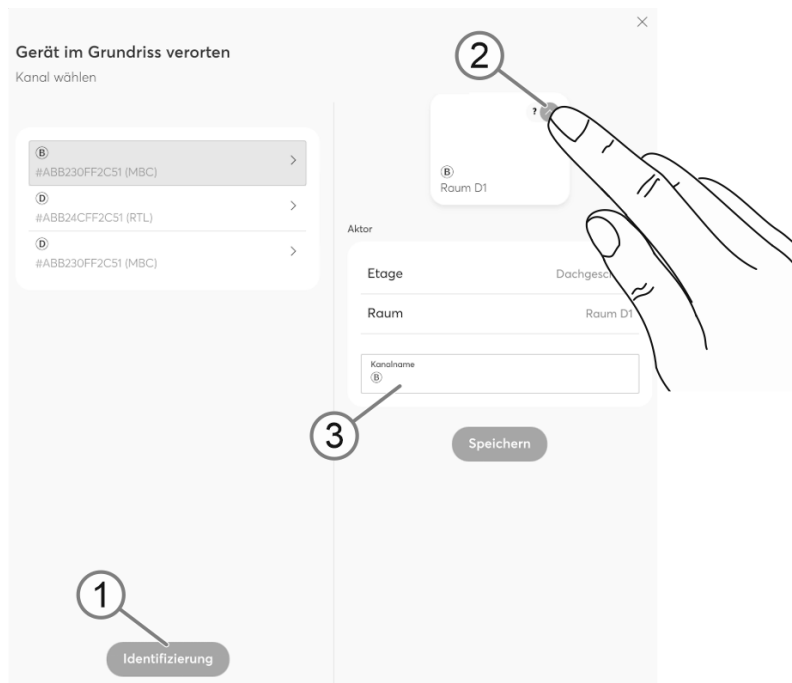 Gerät im Grundriss verorten
Kanal wählen
B
#ABB230FF2C51 (MBC)
D
#ABB24CFF2C51 (RTL)
D
#ABB230FF2C51 (MBC)
1
Identifizierung
2
?
B
Raum D1
Aktor
Etage Dachgesch
Raum Raum D1
Kanalname
B
3
Speichern